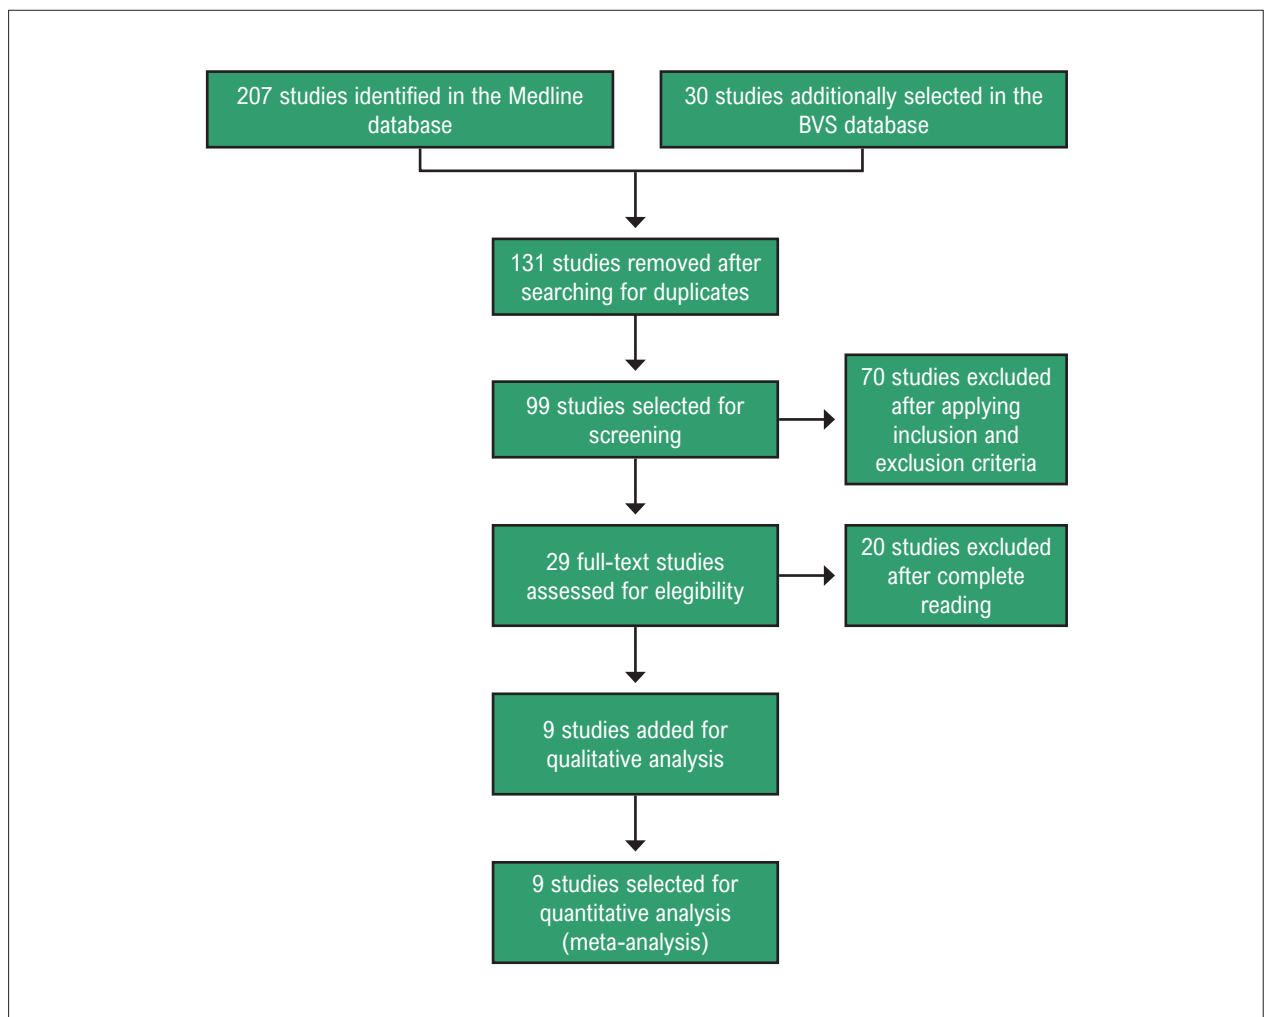 207 studies identified in the Medline
database
30 studies additionally selected in the
BVS database
131 studies removed after
searching for duplicates
99 studies selected for
screening
70 studies excluded
after applying
inclusion and
exclusion criteria
29 full-text studies
assessed for elegibility
20 studies excluded
after complete
reading
9 studies added for
qualitative analysis
9 studies selected for
quantitative analysis
(meta-analysis)